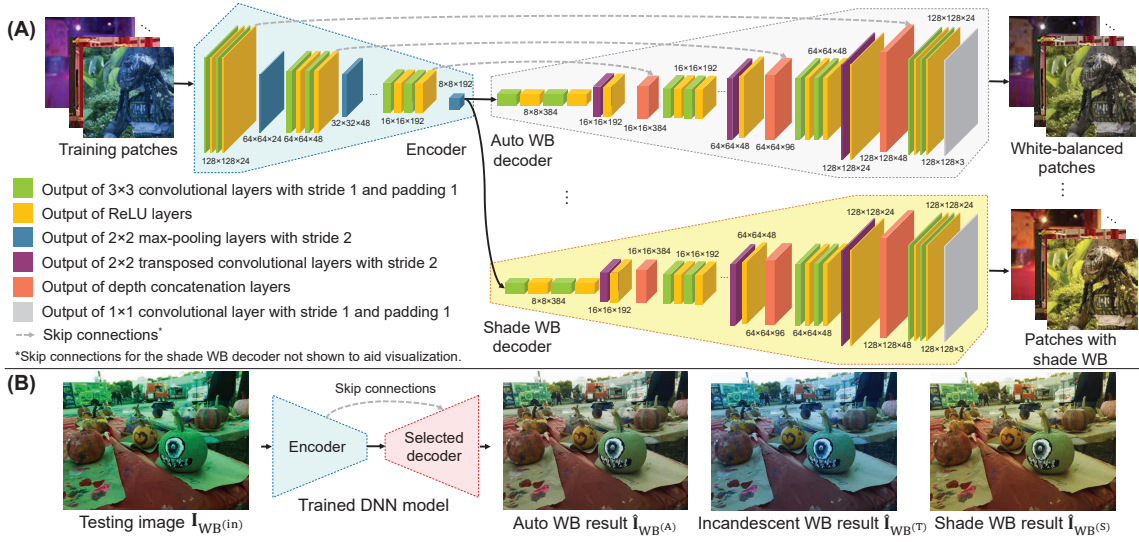 (A)
Training patches
128×128×24
64×64×24
64×64×48
32×32×48
...
16×16×192
8×8×192
Encoder
Auto WB
decoder
8×8×384
16×16×192
16×16×384
16×16×192
...
64×64×48
64×64×96
64×64×48
128×128×24
128×128×48
128×128×24
128×128×3
White-balanced
patches
...
...
Output of 3×3 convolutional layers with stride 1 and padding 1
Output of ReLU layers
Output of 2×2 max-pooling layers with stride 2
Output of 2×2 transposed convolutional layers with stride 2
Output of depth concatenation layers
Output of 1×1 convolutional layer with stride 1 and padding 1
Skip connections*
*Skip connections for the shade WB decoder not shown to aid visualization.
Shade WB
decoder
8×8×384
16×16×192
16×16×384
16×16×192
...
64×64×48
64×64×96
64×64×48
128×128×24
128×128×48
128×128×24
128×128×3
Patches with
shade WB
(B)
Skip connections
Encoder
Selected
decoder
Trained DNN model
Testing image I_WB(in)
Auto WB result Î_WB(A)
Incandescent WB result Î_WB(T)
Shade WB result Î_WB(S)